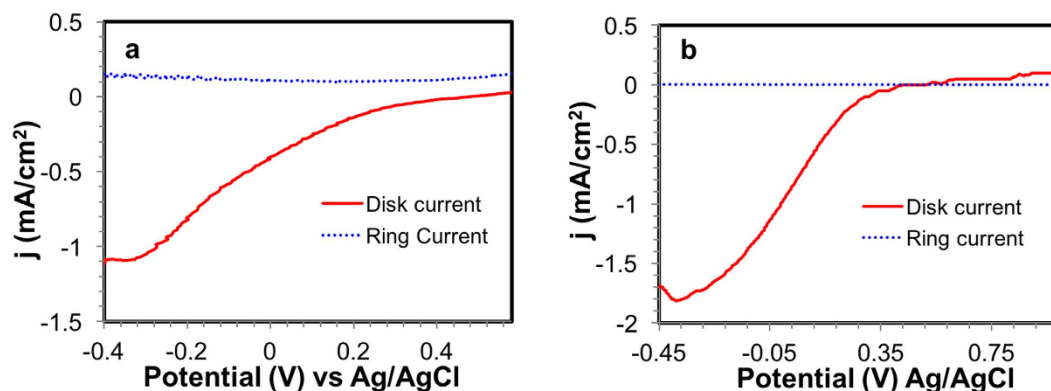 a
0.5
0
-0.5
-1
-1.5
j (mA/cm²)
Disk current
Ring Current
-0.4
-0.2
0
0.2
0.4
Potential (V) vs Ag/AgCl
b
0.5
0
-0.5
-1
-1.5
-2
j (mA/cm²)
Disk current
Ring current
-0.45
-0.05
0.35
0.75
Potential (V) Ag/AgCl